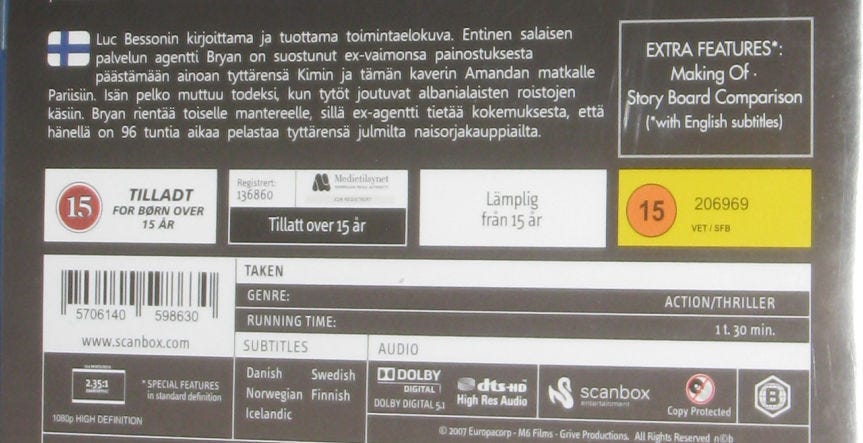 Luc Bessonin kirjoittama ja tuottama toimintaelokuva. Entinen salaisen
palvelun agentti Bryan on suostunut ex-vaimonsa painostuksesta
päästämään ainoan tyttärensä Kimin ja tämän kaverin Amandan matkalle
Pariisiin. Isän pelko muttuu todeksi, kun tytöt joutuvat albanialaisten roistojen
käsiin. Bryan rientää toiselle mantereelle, sillä ex-agentti tietää kokemuksesta, että
hänellä on 96 tuntia aikaa pelastaa tyttärensä julmilta naisorjakauppiailta.
EXTRA FEATURES*:
Making Of ·
Story Board Comparison
(*with English subtitles)
15
TILLADT
FOR BØRN OVER
15 ÅR
Registrert:
136860
Medietilsynet
NORWEGIAN MEDIA AUTHORITY
Tillatt over 15 år
Lämplig
från 15 år
15
206969
VET / SFB
5706140 598630
www.scanbox.com
TAKEN
GENRE: ACTION/THRILLER
RUNNING TIME: 1 t. 30 min.
SUBTITLES
Danish Swedish
Norwegian Finnish
Icelandic
AUDIO
DOLBY
DIGITAL
DOLBY DIGITAL 5.1
dts-HD
High Res Audio
scanbox
entertainment
Copy Protected
B
2.35:1
* SPECIAL FEATURES
in standard definition
1080p HIGH DEFINITION
© 2007 Europacorp - M6 Films - Grive Productions. All Rights Reserved n©b